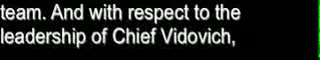 team. And with respect to the
leadership of Chief Vidovich,